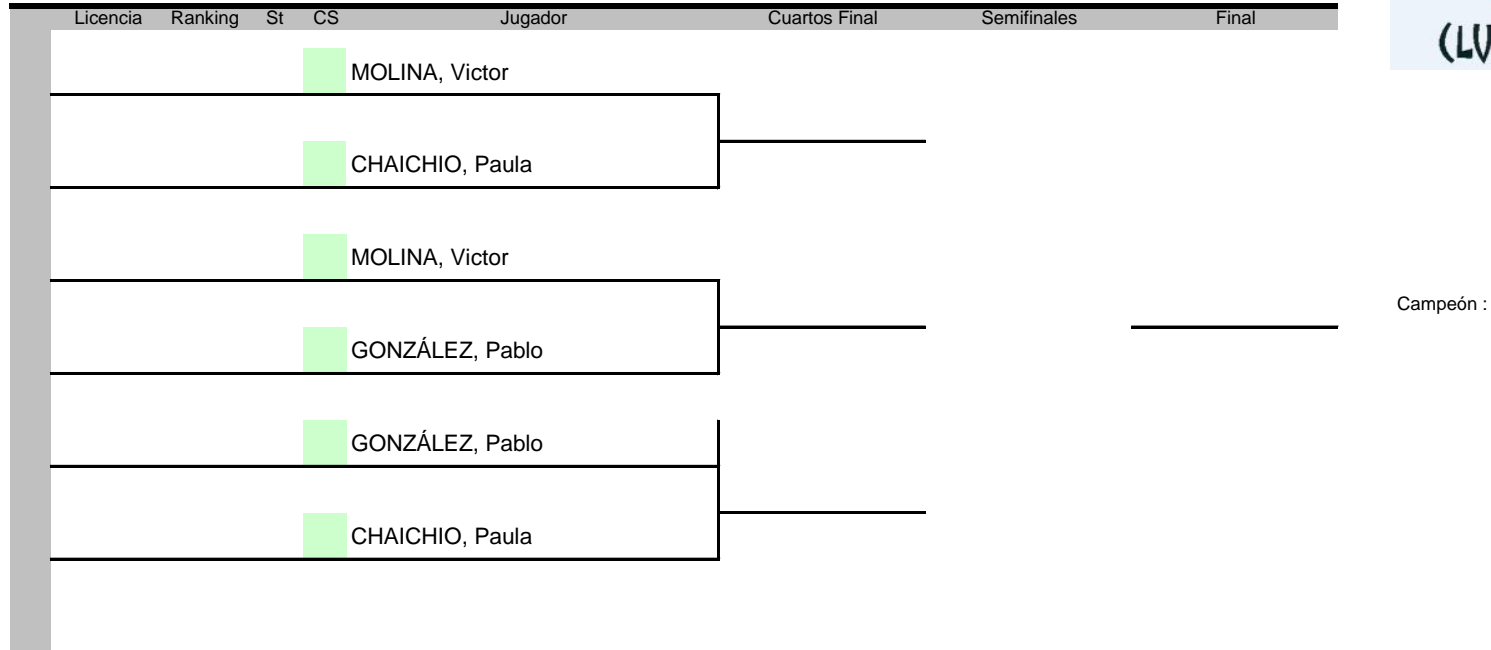 Licencia Ranking St CS Jugador Cuartos Final Semifinales Final
(LU
MOLINA, Victor
CHAICHIO, Paula
MOLINA, Victor
Campeón :
GONZÁLEZ, Pablo
GONZÁLEZ, Pablo
CHAICHIO, Paula